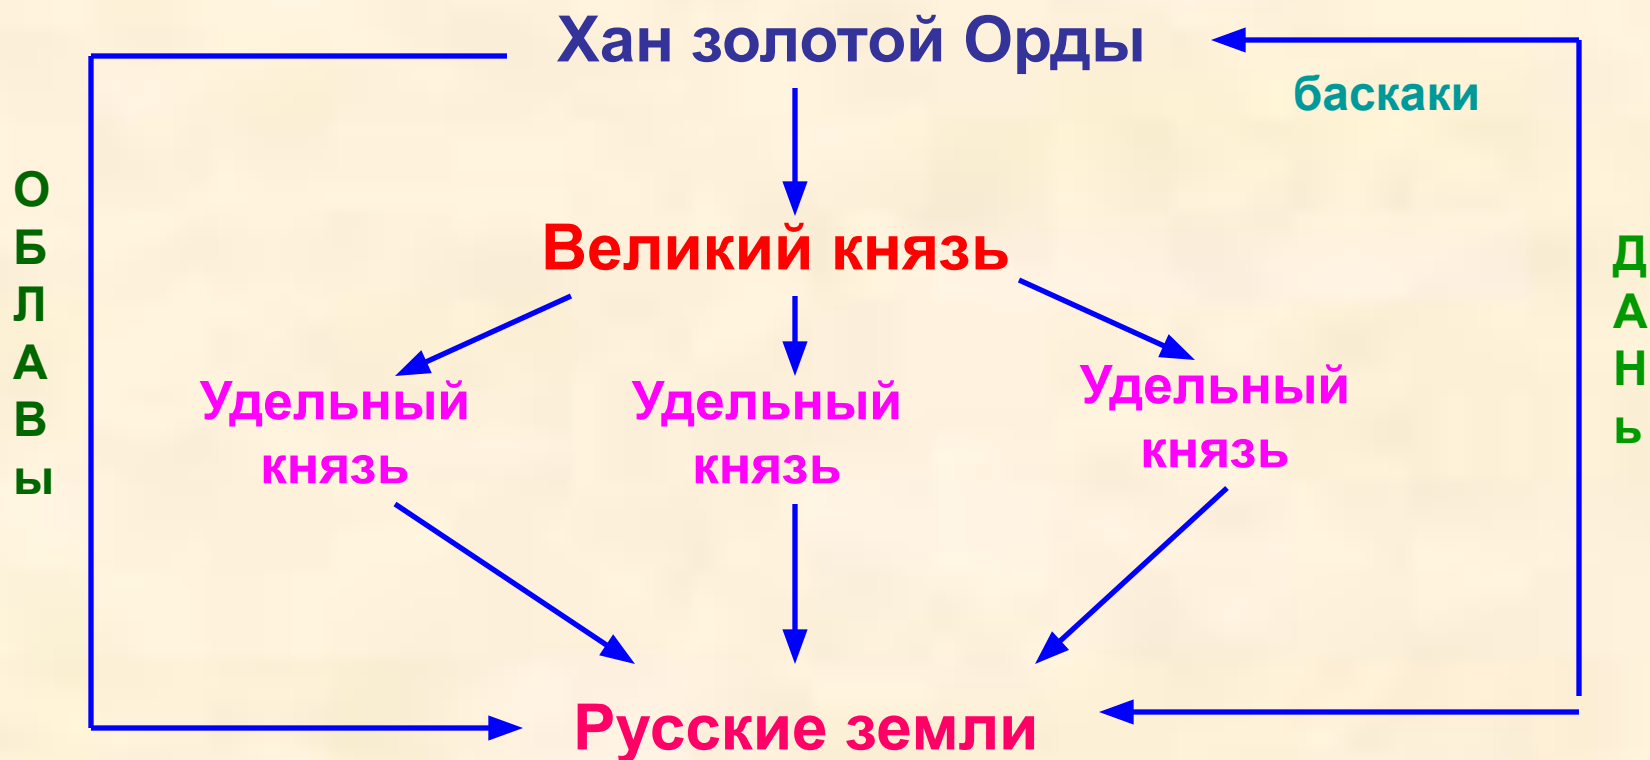 Хан золотой Орды
баскаки
О
Б
Л
А
В
ы
Великий князь
Д
А
Н
ь
Удельный
князь
Удельный
князь
Удельный
князь
Русские земли